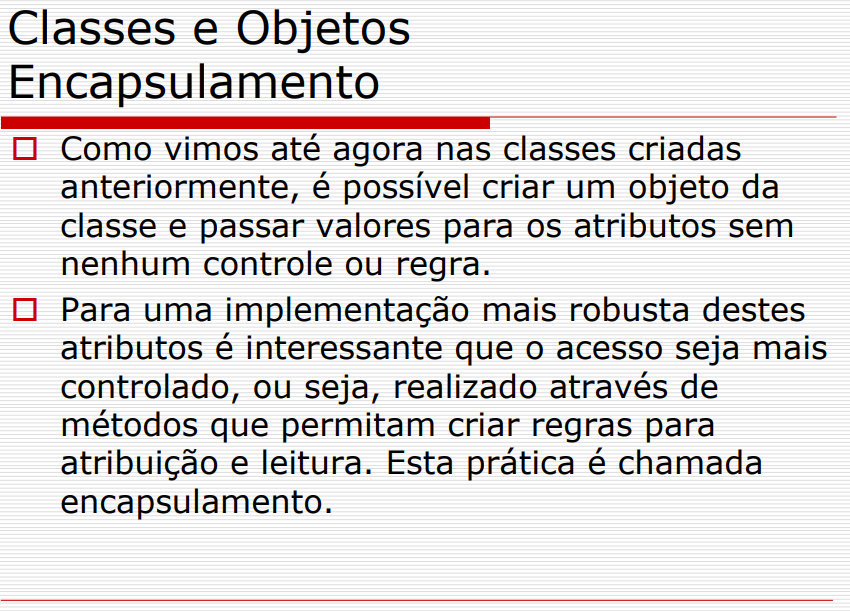 Classes e Objetos
Encapsulamento
Como vimos até agora nas classes criadas
anteriormente, é possível criar um objeto da
classe e passar valores para os atributos sem
nenhum controle ou regra.
Para uma implementação mais robusta destes
atributos é interessante que o acesso seja mais
controlado, ou seja, realizado através de
métodos que permitam criar regras para
atribuição e leitura. Esta prática é chamada
encapsulamento.